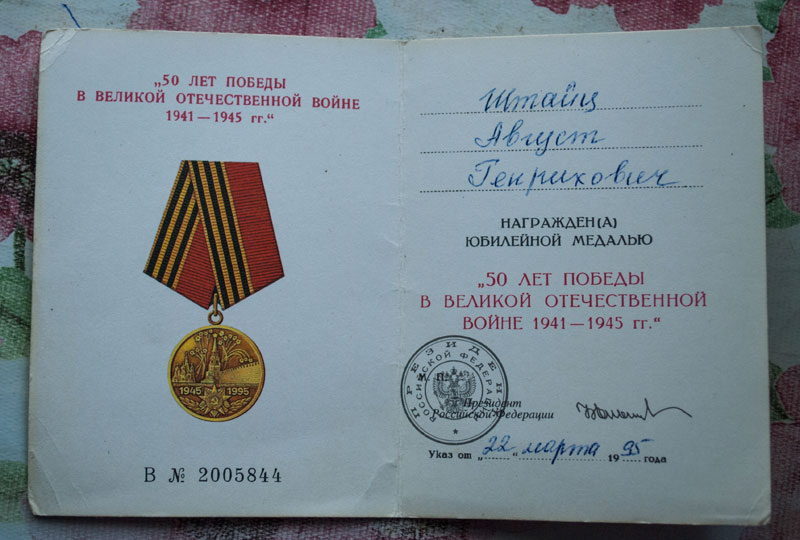 „50 ЛЕТ ПОБЕДЫ
В ВЕЛИКОЙ ОТЕЧЕСТВЕННОЙ ВОЙНЕ
1941 — 1945 гг.“
1945 1995
В № 2005844
Штайц
Август
Генрихович
НАГРАЖДЕН(А)
ЮБИЛЕЙНОЙ МЕДАЛЬЮ
„50 ЛЕТ ПОБЕДЫ
В ВЕЛИКОЙ ОТЕЧЕСТВЕННОЙ
ВОЙНЕ 1941 — 1945 гг.“
ПРЕЗИДЕНТ
РОССИЙСКОЙ ФЕДЕРАЦИИ
Президент
Российской Федерации
Указ от „22“ марта 1995 года